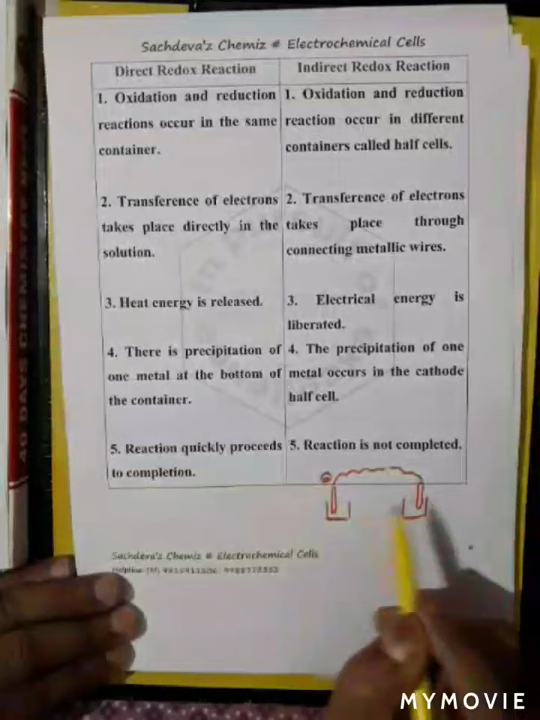 Sachdeva'z Chemiz # Electrochemical Cells
Direct Redox Reaction
1. Oxidation and reduction
reactions occur in the same
container.
2. Transference of electrons
takes place directly in the
solution.
3. Heat energy is released.
4. There is precipitation of
one metal at the bottom of
the container.
5. Reaction quickly proceeds
to completion.
Indirect Redox Reaction
1. Oxidation and reduction
reaction occur in different
containers called half cells.
2. Transference of electrons
takes place through
connecting metallic wires.
3. Electrical energy is
liberated.
4. The precipitation of one
metal occurs in the cathode
half cell.
5. Reaction is not completed.
Sachdeva'z Chemiz # Electrochemical Cells
Helpline
40 DAYS CHEMISTRY
MYMOVIE